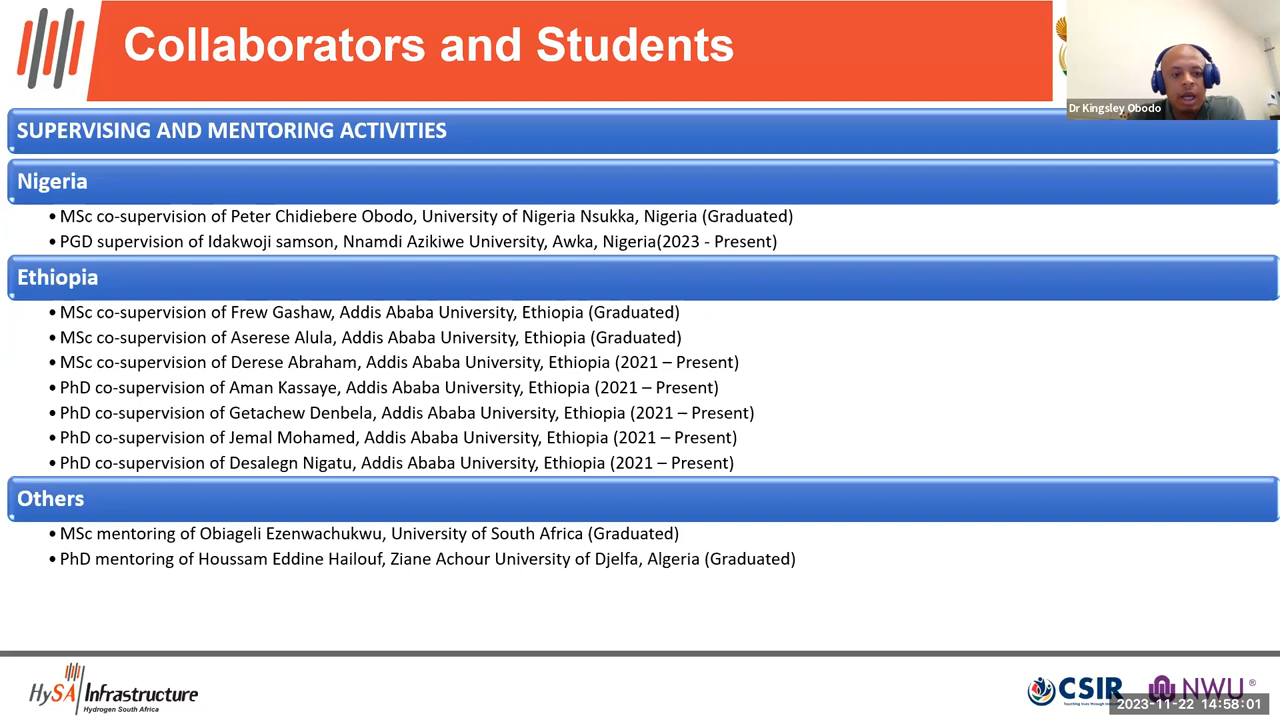 Collaborators and Students
Dr Kingsley Obodo
SUPERVISING AND MENTORING ACTIVITIES
Nigeria
• MSc co-supervision of Peter Chidiebere Obodo, University of Nigeria Nsukka, Nigeria (Graduated)
• PGD supervision of Idakwoji samson, Nnamdi Azikiwe University, Awka, Nigeria(2023 - Present)
Ethiopia
• MSc co-supervision of Frew Gashaw, Addis Ababa University, Ethiopia (Graduated)
• MSc co-supervision of Aserese Alula, Addis Ababa University, Ethiopia (Graduated)
• MSc co-supervision of Derese Abraham, Addis Ababa University, Ethiopia (2021 – Present)
• PhD co-supervision of Aman Kassaye, Addis Ababa University, Ethiopia (2021 – Present)
• PhD co-supervision of Getachew Denbela, Addis Ababa University, Ethiopia (2021 – Present)
• PhD co-supervision of Jemal Mohamed, Addis Ababa University, Ethiopia (2021 – Present)
• PhD co-supervision of Desalegn Nigatu, Addis Ababa University, Ethiopia (2021 – Present)
Others
• MSc mentoring of Obiageli Ezenwachukwu, University of South Africa (Graduated)
• PhD mentoring of Houssam Eddine Hailouf, Ziane Achour University of Djelfa, Algeria (Graduated)
HySA Infrastructure
Hydrogen South Africa
CSIR
NWU ®
2023-11-22 14:58:01